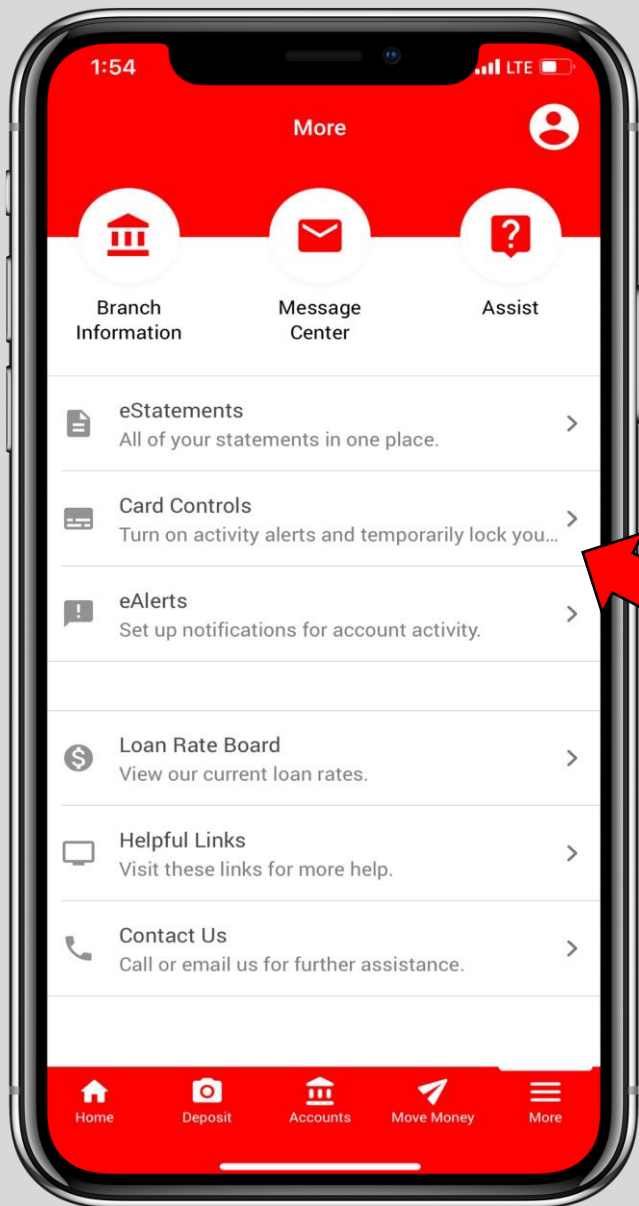 1:54
LTE
More
Branch
Information
Message
Center
Assist
eStatements
All of your statements in one place.
Card Controls
Turn on activity alerts and temporarily lock you...
eAlerts
Set up notifications for account activity.
Loan Rate Board
View our current loan rates.
Helpful Links
Visit these links for more help.
Contact Us
Call or email us for further assistance.
Home
Deposit
Accounts
Move Money
More